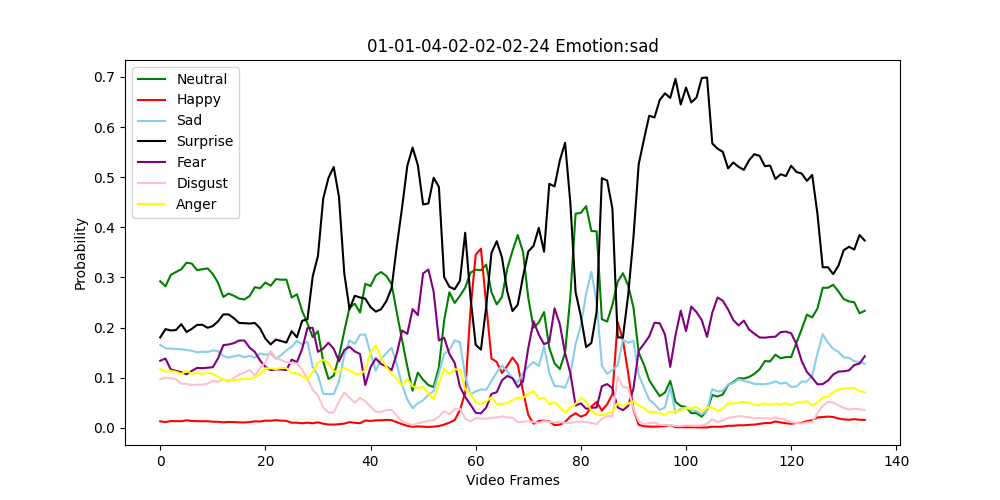 01-01-04-02-02-02-24 Emotion:sad
Neutral
Happy
Sad
Surprise
Fear
Disgust
Anger
Probability
0.7
0.6
0.5
0.4
0.3
0.2
0.1
0.0
0 20 40 60 80 100 120 140
Video Frames